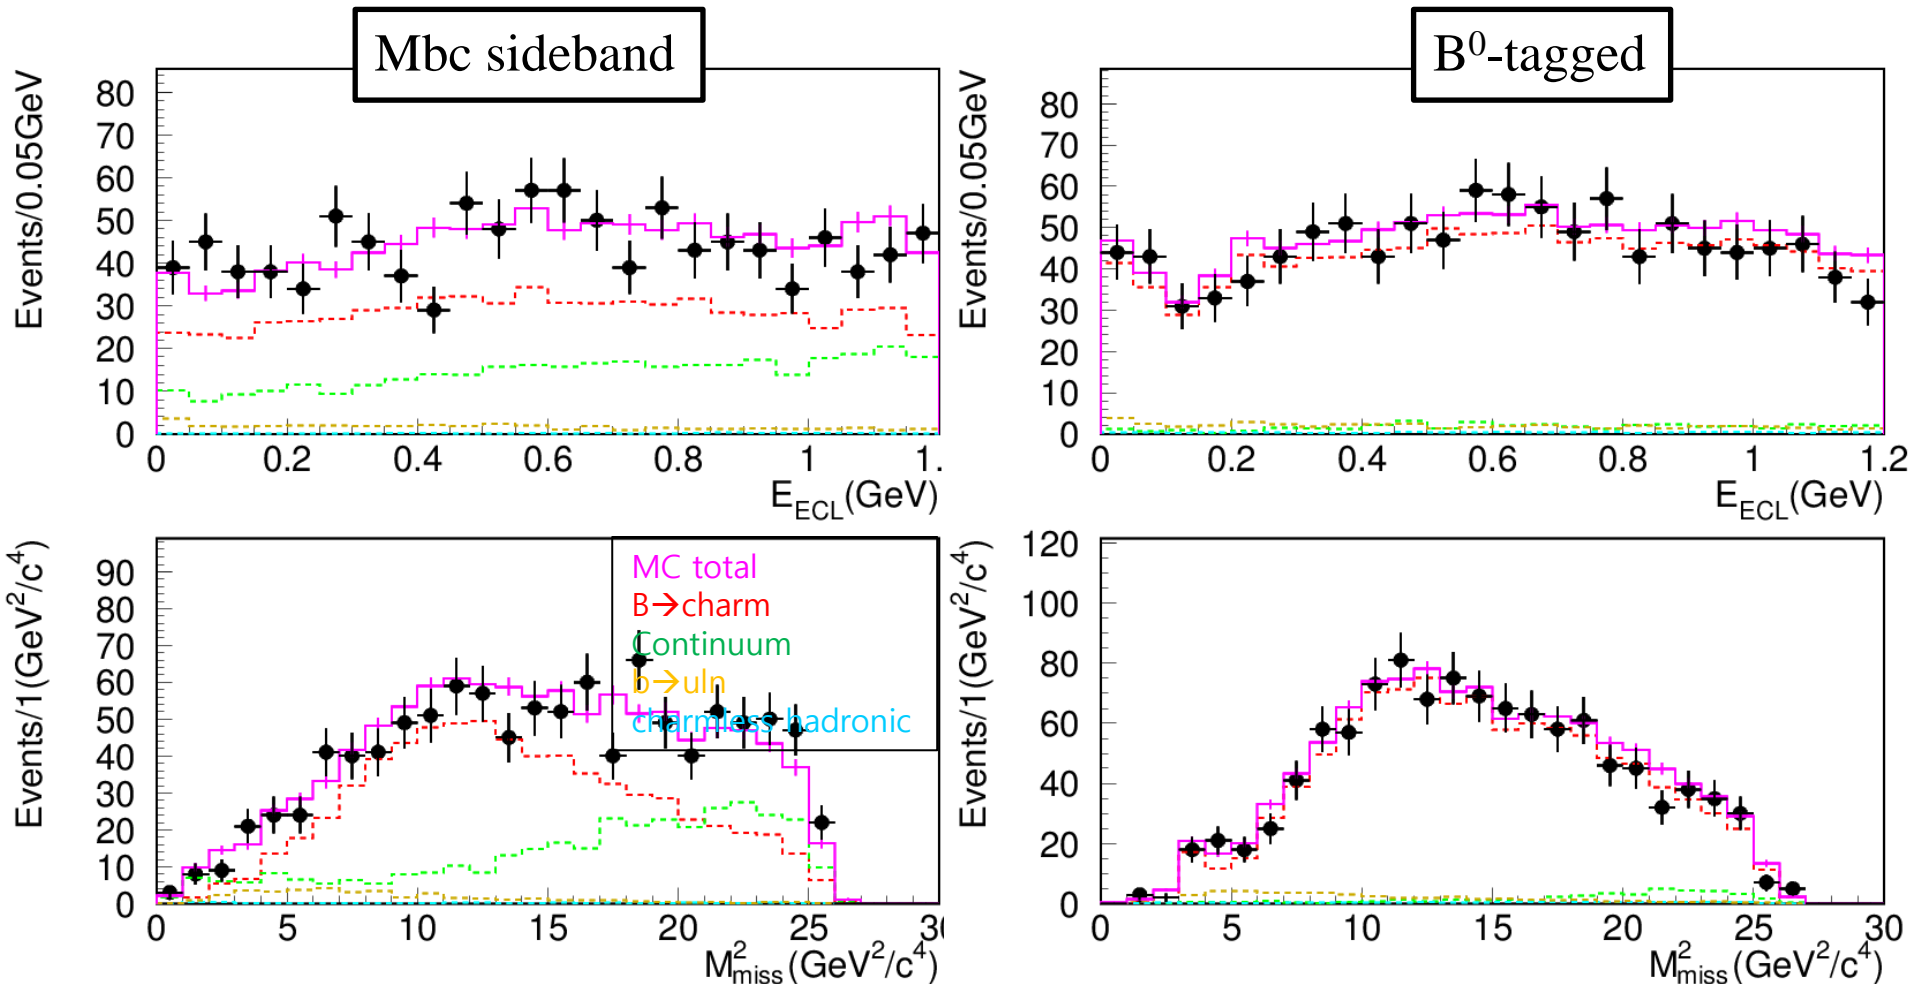 Mbc sideband
B⁰-tagged
Events/0.05GeV
80
70
60
50
40
30
20
10
0
0 0.2 0.4 0.6 0.8 1 1.
E_ECL(GeV)
Events/0.05GeV
80
70
60
50
40
30
20
10
0
0 0.2 0.4 0.6 0.8 1 1.2
E_ECL(GeV)
Events/1(GeV²/c⁴)
90
80
70
60
50
40
30
20
10
0
MC total
B→charm
Continuum
b→uln
charmless hadronic
0 5 10 15 20 25 30
M²_miss(GeV²/c⁴)
Events/1(GeV²/c⁴)
120
100
80
60
40
20
0
0 5 10 15 20 25 30
M²_miss(GeV²/c⁴)